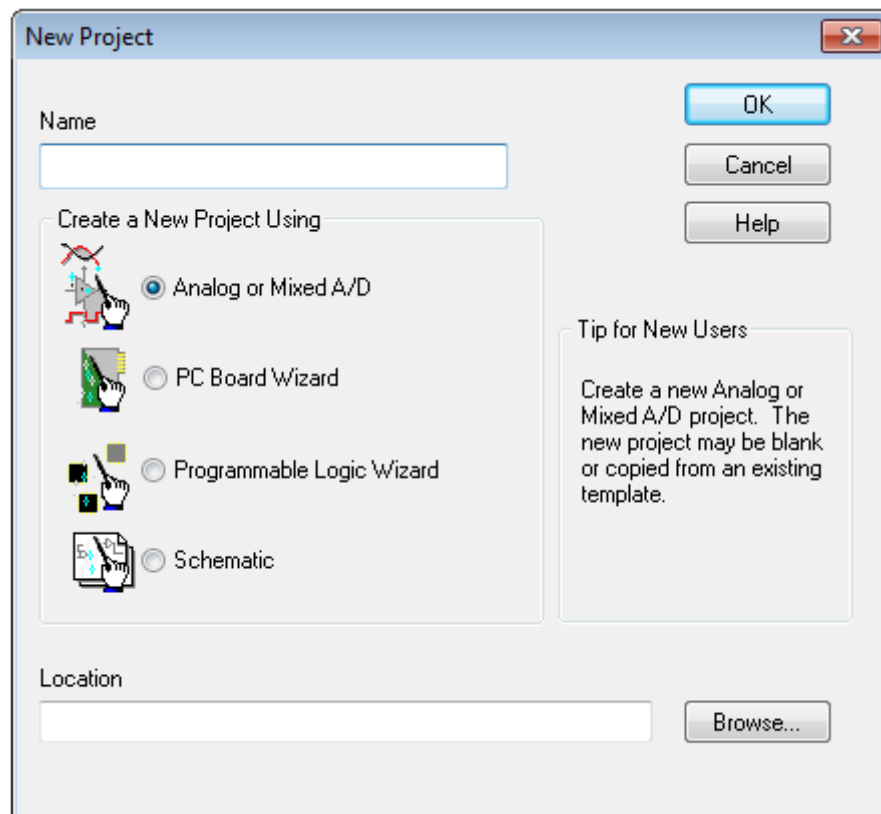 New Project
Name
OK
Cancel
Help
Create a New Project Using
Analog or Mixed A/D
PC Board Wizard
Programmable Logic Wizard
Schematic
Tip for New Users
Create a new Analog or
Mixed A/D project. The
new project may be blank
or copied from an existing
template.
Location
Browse...